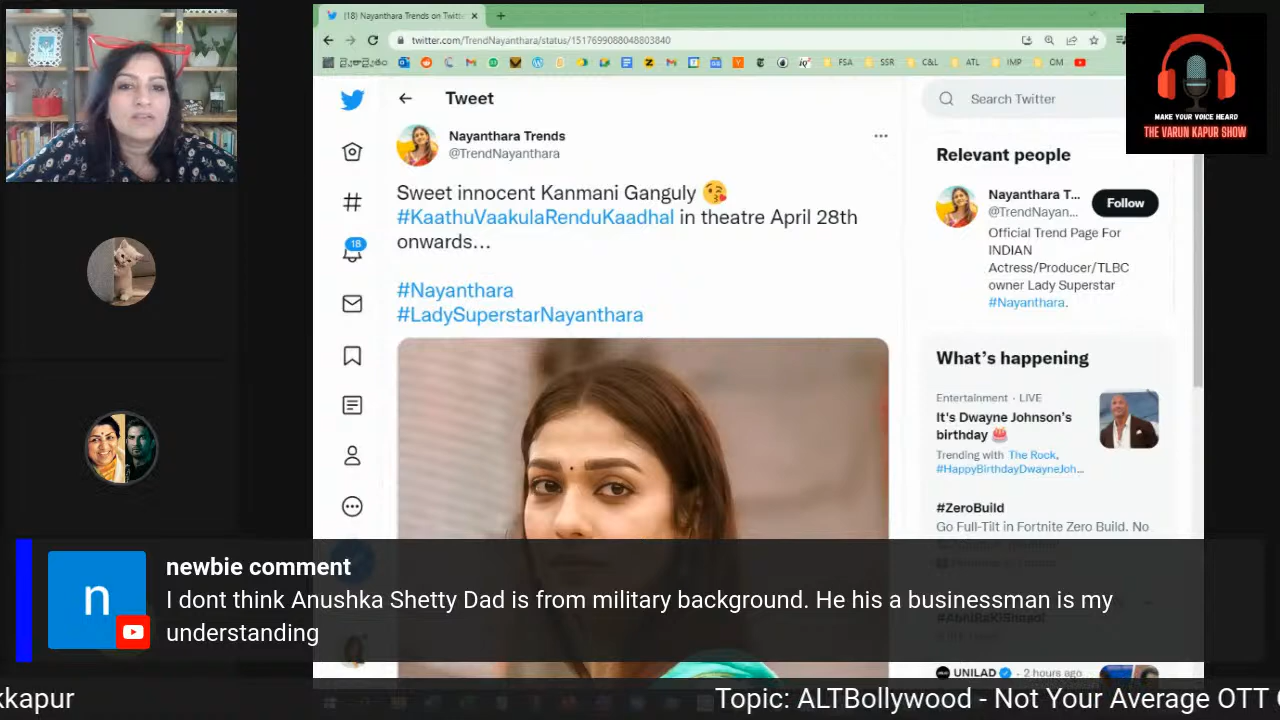 (18) Nayanthara Trends on Twitt
twitter.com/TrendNayanthara/status/1517699088048803840
FSA
SSR
C&L
ATL
IMP
GM
MAKE YOUR VOICE HEARD
THE VARUN KAPUR SHOW
Tweet
Search Twitter
Nayanthara Trends
@TrendNayanthara
Sweet innocent Kanmani Ganguly 😘
#KaathuVaakulaRenduKaadhal in theatre April 28th
onwards...
#Nayanthara
#LadySuperstarNayanthara
18
Relevant people
Nayanthara T...
@TrendNayan...
Follow
Official Trend Page For
INDIAN
Actress/Producer/TLBC
owner Lady Superstar
#Nayanthara.
What's happening
Entertainment · LIVE
It's Dwayne Johnson's
birthday 🎂
Trending with The Rock,
#HappyBirthdayDwayneJoh...
#ZeroBuild
Go Full-Tilt in Fortnite Zero Build. No
UNILAD
2 hours ago
n
newbie comment
I dont think Anushka Shetty Dad is from military background. He his a businessman is my
understanding
kkapur
Topic: ALTBollywood - Not Your Average OTT